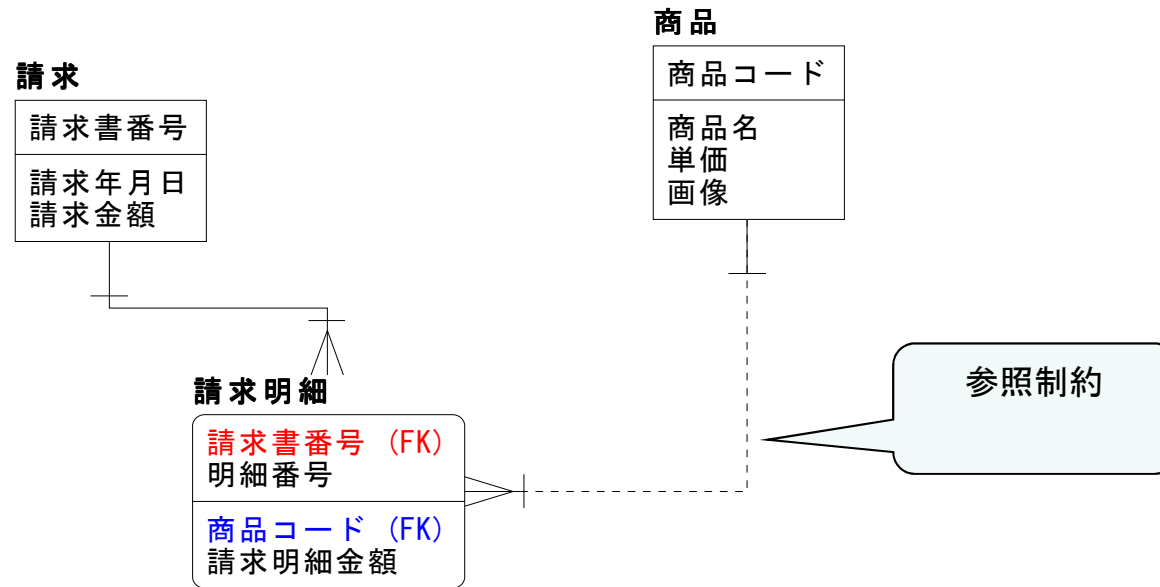 請求
請求書番号
請求年月日
請求金額
商品
商品コード
商品名
単価
画像
請求明細
請求書番号 (FK)
明細番号
商品コード (FK)
請求明細金額
参照制約